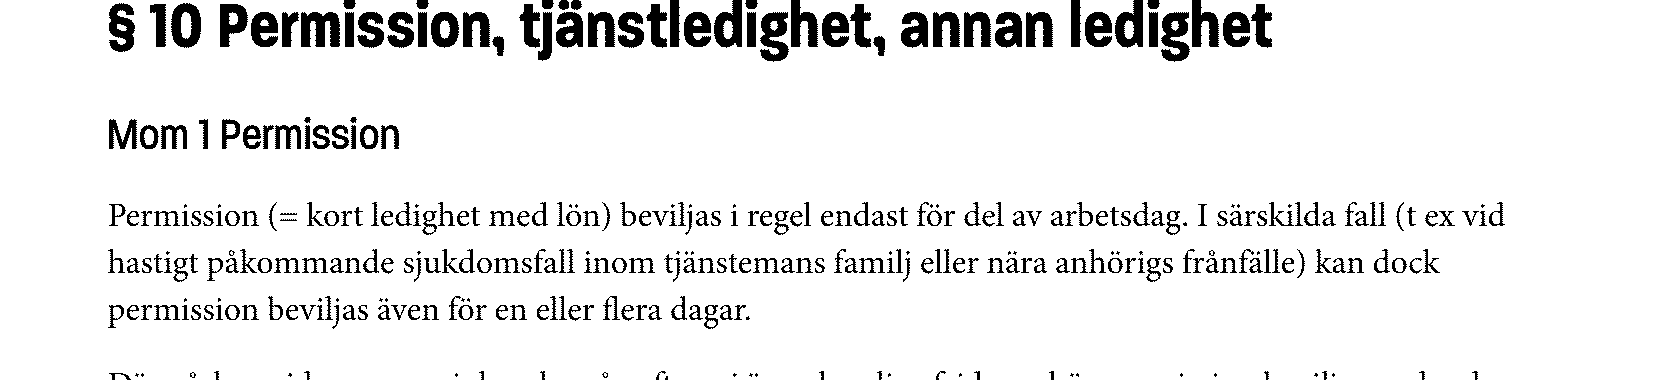 § 10 Permission, tjänstledighet, annan ledighet
Mom 1 Permission
Permission (= kort ledighet med lön) beviljas i regel endast för del av arbetsdag. I särskilda fall (t ex vid
hastigt påkommande sjukdomsfall inom tjänstemans familj eller nära anhörigs frånfälle) kan dock
permission beviljas även för en eller flera dagar.